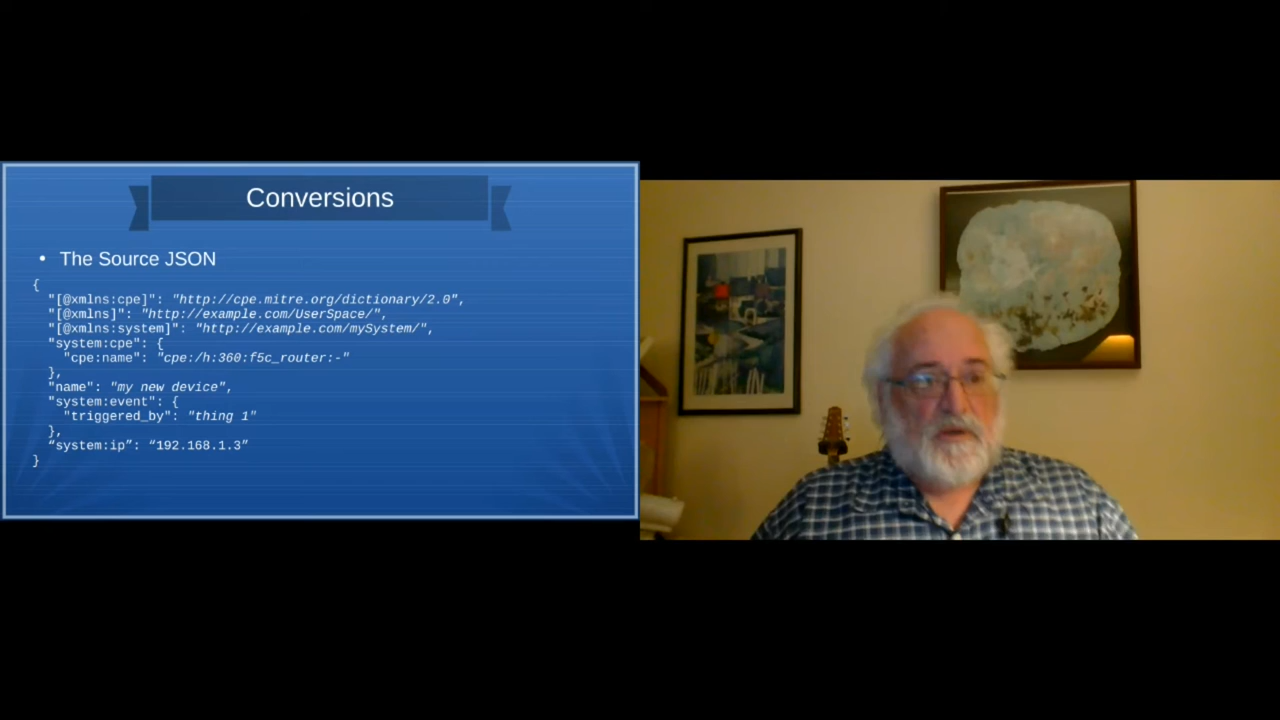 Conversions
• The Source JSON
{
"[@xmlns:cpe]": "http://cpe.mitre.org/dictionary/2.0",
"[@xmlns]": "http://example.com/UserSpace/",
"[@xmlns:system]": "http://example.com/mySystem/",
"system:cpe": {
"cpe:name": "cpe:/h:360:f5c_router:-"
},
"name": "my new device",
"system:event": {
"triggered_by": "thing 1"
},
“system:ip”: “192.168.1.3”
}